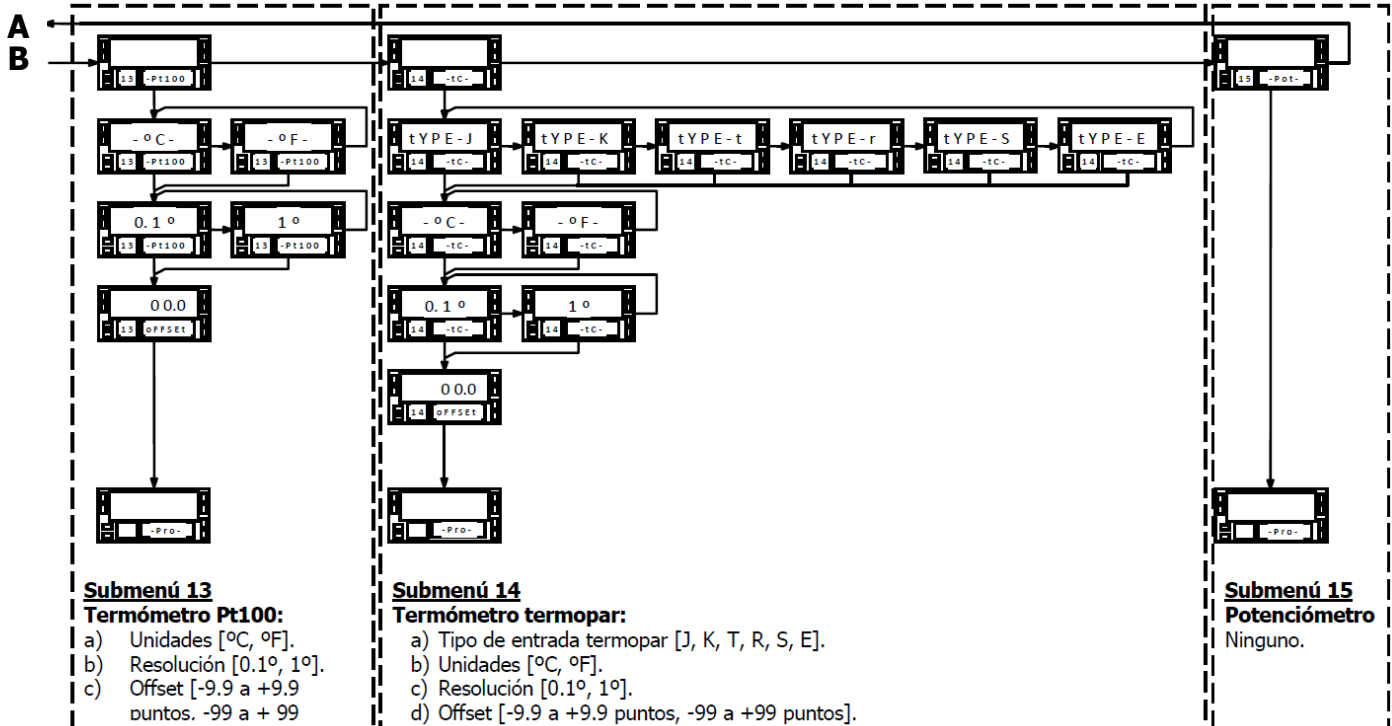 A
B
13 -Pt100
14 -tC-
15 -Pot-
-ºC-
13 -Pt100
-ºF-
13 -Pt100
tYPE-J
14 -tC-
tYPE-K
14 -tC-
tYPE-t
14 -tC-
tYPE-r
14 -tC-
tYPE-S
14 -tC-
tYPE-E
14 -tC-
0.1º
13 -Pt100
1º
13 -Pt100
-ºC-
14 -tC-
-ºF-
14 -tC-
00.0
13 oFFSEt
0.1º
14 -tC-
1º
14 -tC-
00.0
14 oFFSEt
-Pro-
-Pro-
-Pro-
Submenú 13
Termómetro Pt100:
a) Unidades [ºC, ºF].
b) Resolución [0.1º, 1º].
c) Offset [-9.9 a +9.9
puntos, -99 a + 99
Submenú 14
Termómetro termopar:
a) Tipo de entrada termopar [J, K, T, R, S, E].
b) Unidades [ºC, ºF].
c) Resolución [0.1º, 1º].
d) Offset [-9.9 a +9.9 puntos, -99 a +99 puntos].
Submenú 15
Potenciómetro
Ninguno.